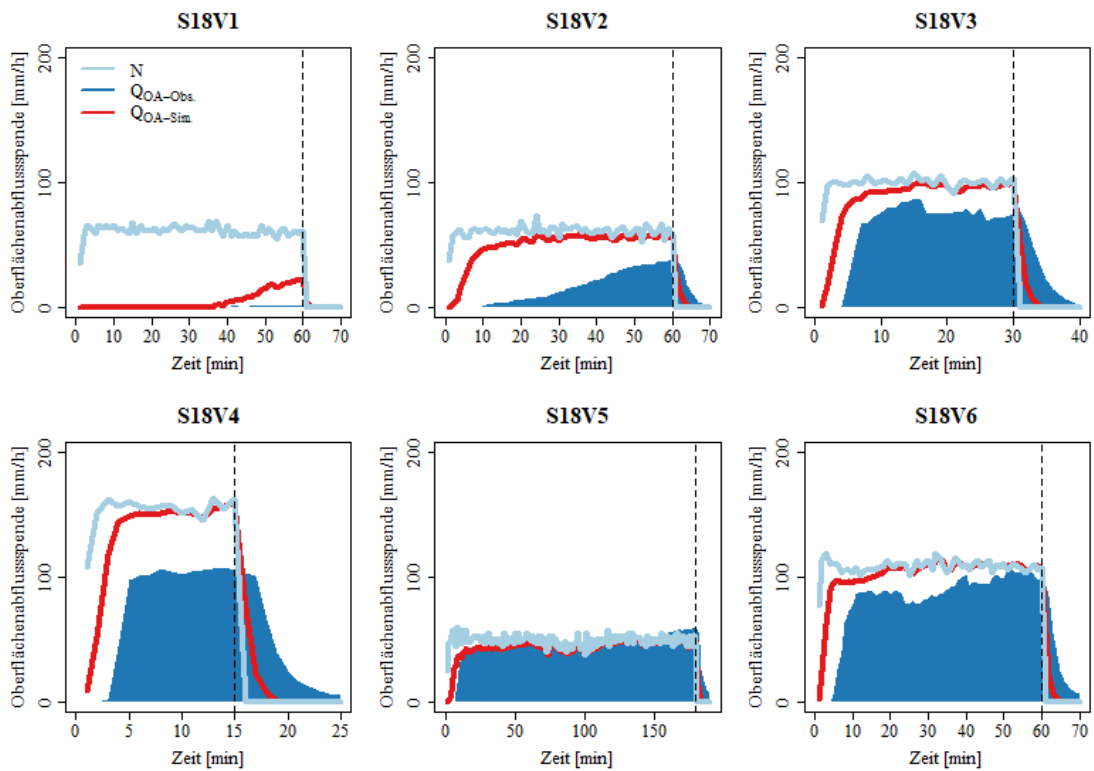 S18V1
Oberflächenabflussspende [mm/h]
0 100 200
N
Q_OA−Obs.
Q_OA−Sim.
0 10 20 30 40 50 60 70
Zeit [min]
S18V2
Oberflächenabflussspende [mm/h]
0 100 200
0 10 20 30 40 50 60 70
Zeit [min]
S18V3
Oberflächenabflussspende [mm/h]
0 100 200
0 10 20 30 40
Zeit [min]
S18V4
Oberflächenabflussspende [mm/h]
0 100 200
0 5 10 15 20 25
Zeit [min]
S18V5
Oberflächenabflussspende [mm/h]
0 100 200
0 50 100 150
Zeit [min]
S18V6
Oberflächenabflussspende [mm/h]
0 100 200
0 10 20 30 40 50 60 70
Zeit [min]